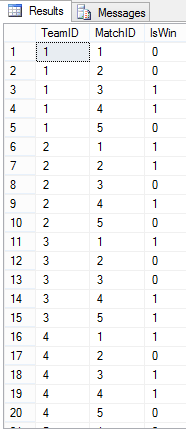 Results Messages
TeamID MatchID IsWin
1 1 1 0
2 1 2 0
3 1 3 1
4 1 4 1
5 1 5 0
6 2 1 1
7 2 2 1
8 2 3 0
9 2 4 1
10 2 5 0
11 3 1 1
12 3 2 0
13 3 3 0
14 3 4 1
15 3 5 1
16 4 1 1
17 4 2 0
18 4 3 1
19 4 4 1
20 4 5 0